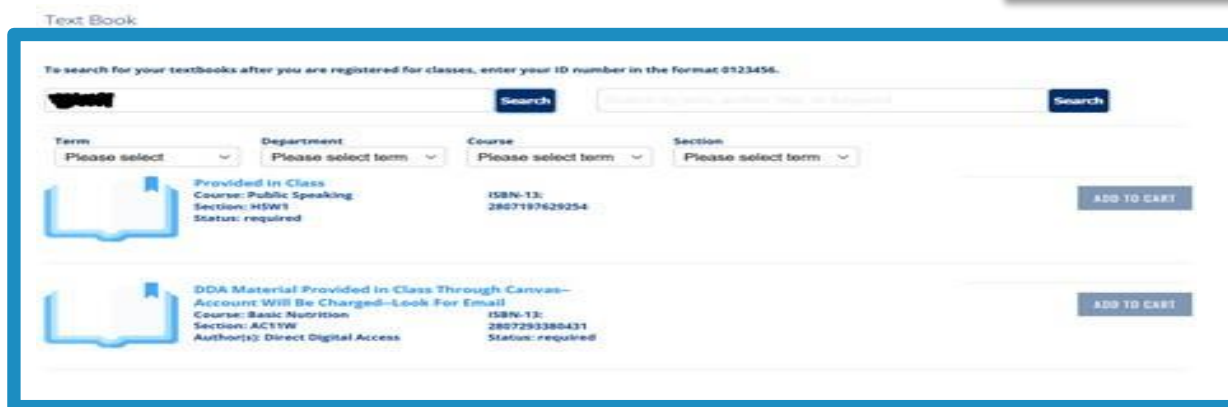 Text Book
To search for your textbooks after you are registered for classes, enter your ID number in the format 0123456.
Search
Search
Term
Department
Course
Section
Please select
Please select term
Please select term
Please select term
Provided In Class
Course: Public Speaking
Section: HSW1
Status: required
ISBN-13:
2807197629254
ADD TO CART
DDA Material Provided In Class Through Canvas–
Account Will Be Charged–Look For Email
Course: Basic Nutrition
Section: AC11W
Author(s): Direct Digital Access
ISBN-13:
2807293380431
Status: required
ADD TO CART